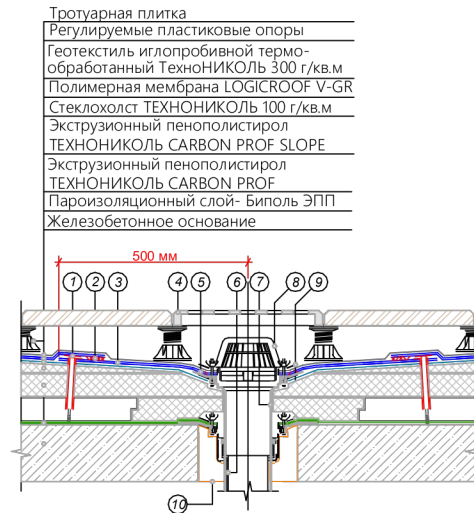 Тротуарная плитка
Регулируемые пластиковые опоры
Геотекстиль иглопробивной термо-
обработанный ТехноНИКОЛЬ 300 г/кв.м
Полимерная мембрана LOGICROOF V-GR
Стеклохолст ТЕХНОНИКОЛЬ 100 г/кв.м
Экструзионный пенополистирол
ТЕХНОНИКОЛЬ CARBON PROF SLOPE
Экструзионный пенополистирол
ТЕХНОНИКОЛЬ CARBON PROF
Пароизоляционный слой- Биполь ЭПП
Железобетонное основание
500 мм
1 2 3 4 5 6 7 8 9
10